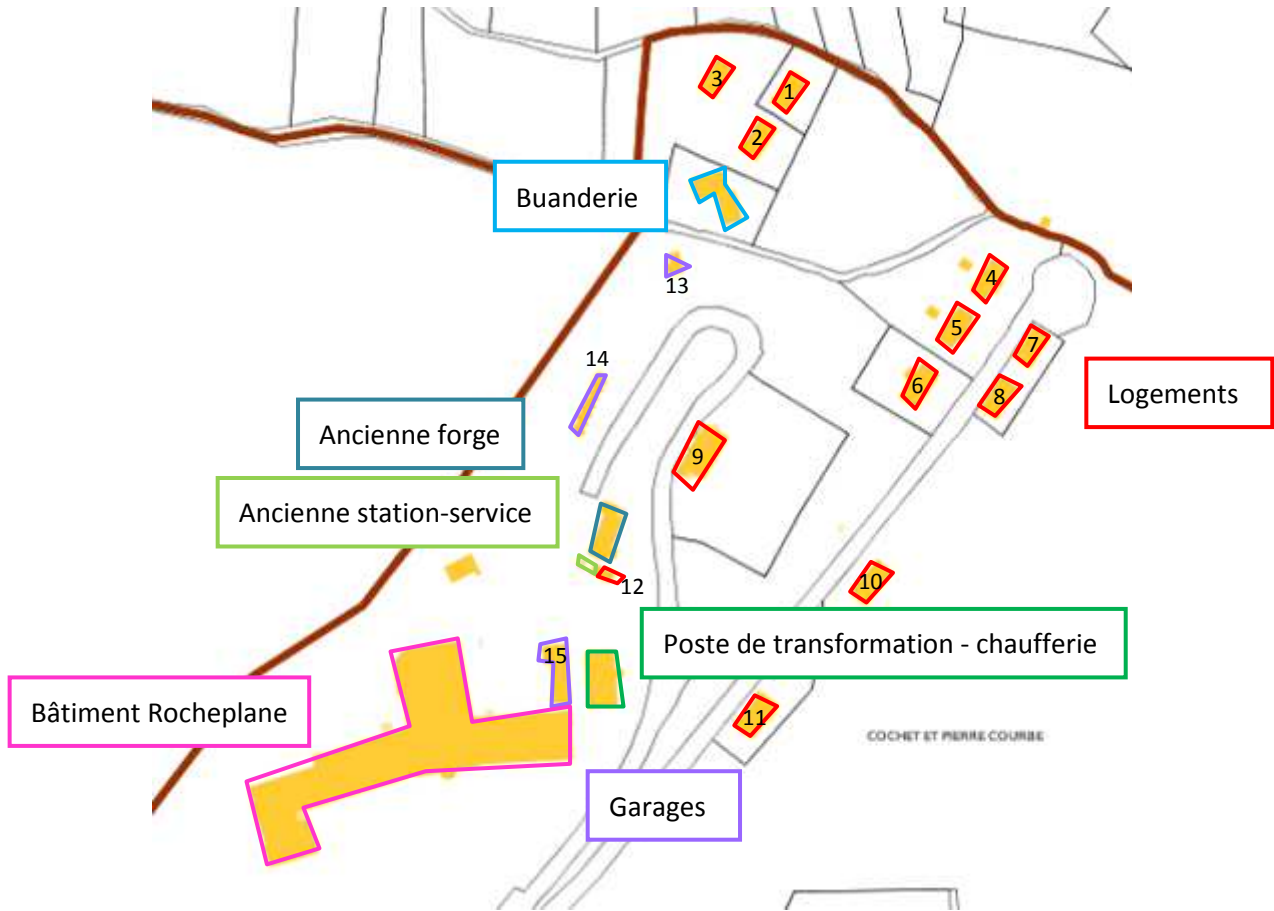 3
1
2
Buanderie
13
4
5
7
6
8
Logements
14
Ancienne forge
9
Ancienne station-service
12
10
Poste de transformation - chaufferie
15
Bâtiment Rocheplane
11
COCHET ET PIERRE COURBE
Garages